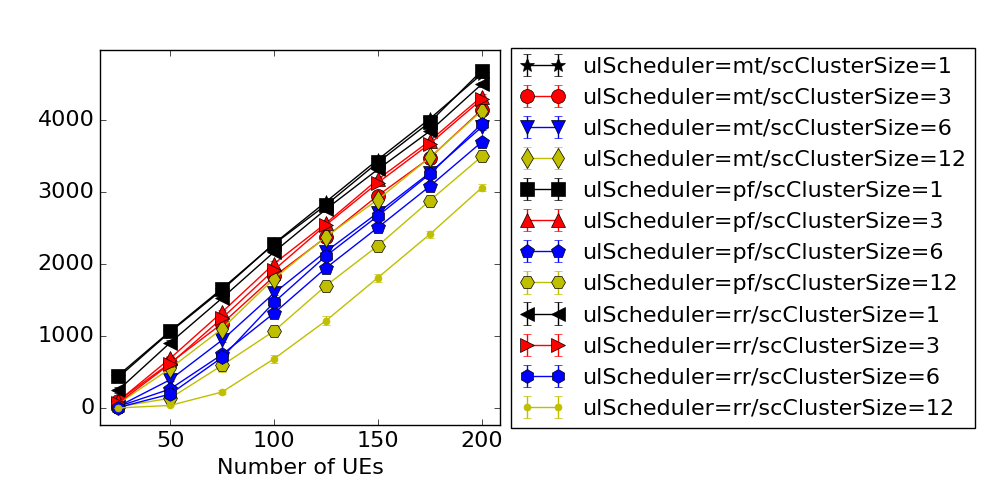 4000
3000
2000
1000
0
50 100 150 200
Number of UEs
ulScheduler=mt/scClusterSize=1
ulScheduler=mt/scClusterSize=3
ulScheduler=mt/scClusterSize=6
ulScheduler=mt/scClusterSize=12
ulScheduler=pf/scClusterSize=1
ulScheduler=pf/scClusterSize=3
ulScheduler=pf/scClusterSize=6
ulScheduler=pf/scClusterSize=12
ulScheduler=rr/scClusterSize=1
ulScheduler=rr/scClusterSize=3
ulScheduler=rr/scClusterSize=6
ulScheduler=rr/scClusterSize=12